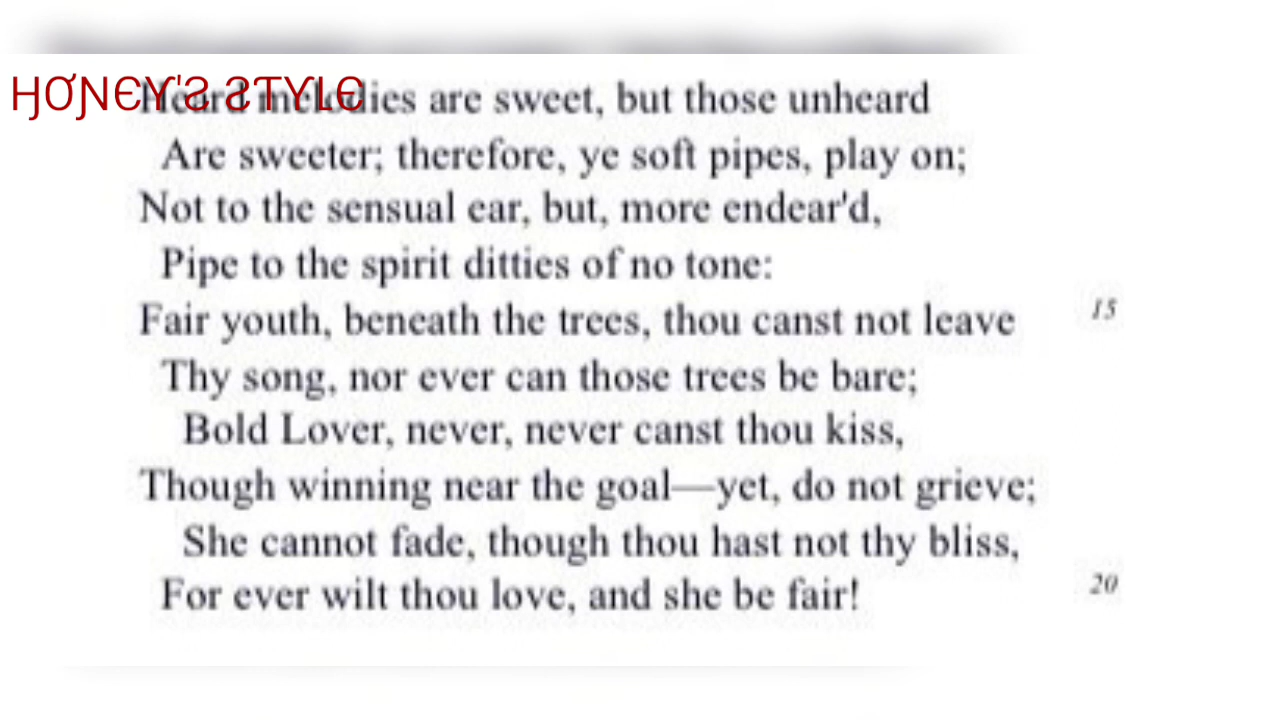 HONEY'S STYLE
Heard melodies are sweet, but those unheard
Are sweeter; therefore, ye soft pipes, play on;
Not to the sensual ear, but, more endear'd,
Pipe to the spirit ditties of no tone:
Fair youth, beneath the trees, thou canst not leave 15
Thy song, nor ever can those trees be bare;
Bold Lover, never, never canst thou kiss,
Though winning near the goal—yet, do not grieve;
She cannot fade, though thou hast not thy bliss,
For ever wilt thou love, and she be fair! 20